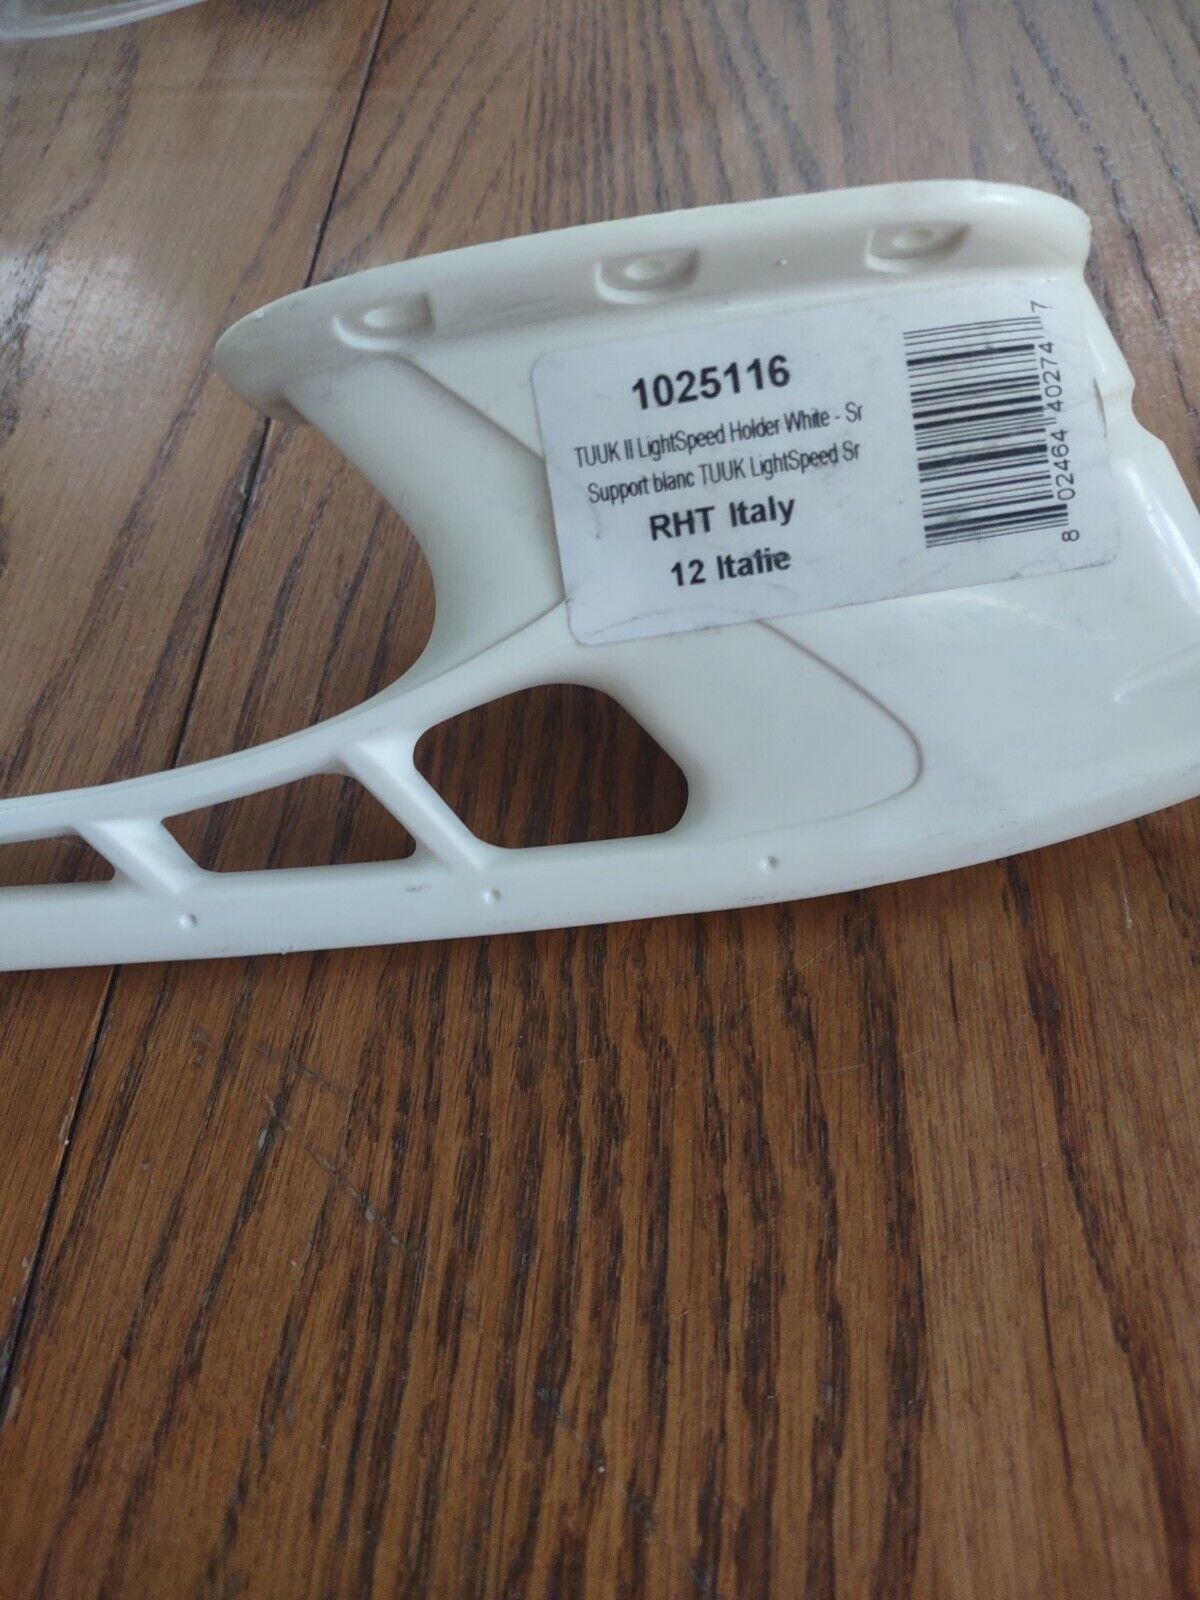 1025116
TUUK II LightSpeed Holder White - Sr
Support blanc TUUK LightSpeed Sr
RHT Italy
12 Italie
8 02464 40274 7